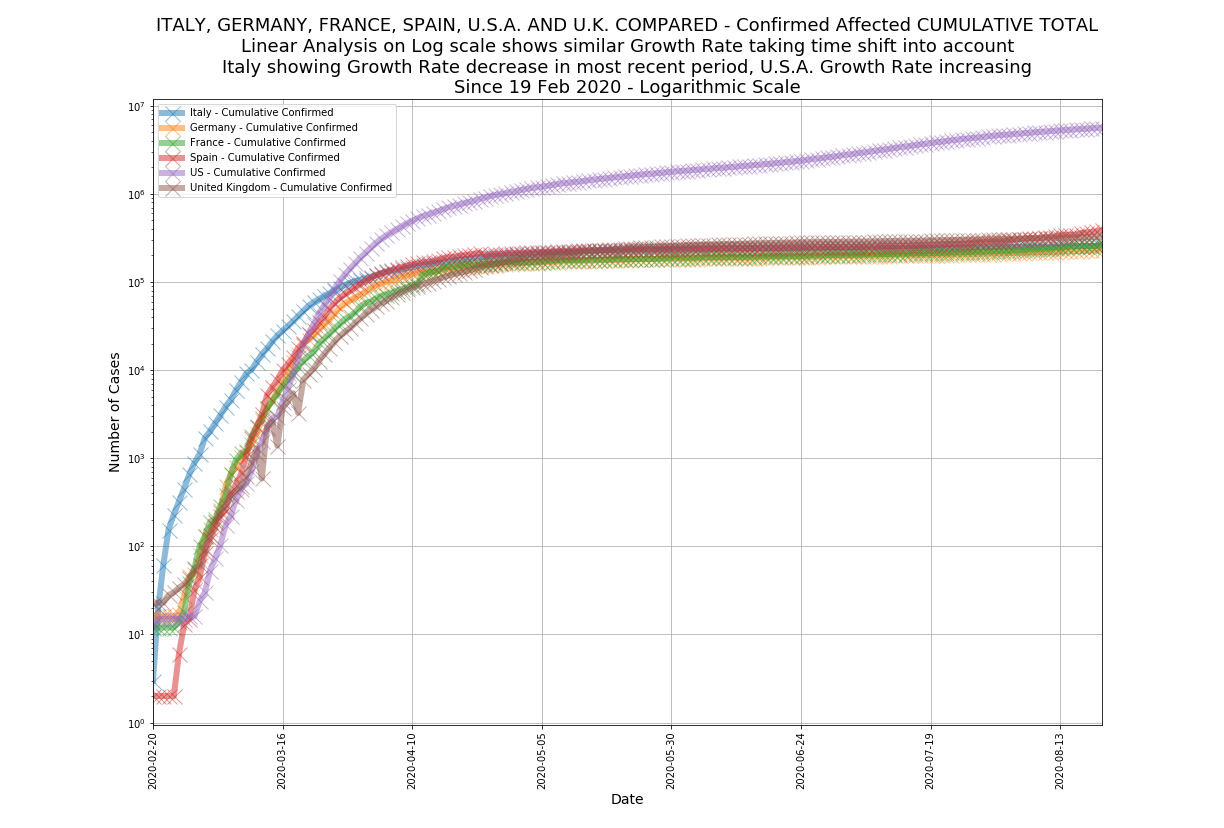 ITALY, GERMANY, FRANCE, SPAIN, U.S.A. AND U.K. COMPARED - Confirmed Affected CUMULATIVE TOTAL
Linear Analysis on Log scale shows similar Growth Rate taking time shift into account
Italy showing Growth Rate decrease in most recent period, U.S.A. Growth Rate increasing
Since 19 Feb 2020 - Logarithmic Scale
Italy - Cumulative Confirmed
Germany - Cumulative Confirmed
France - Cumulative Confirmed
Spain - Cumulative Confirmed
US - Cumulative Confirmed
United Kingdom - Cumulative Confirmed
Number of Cases
10⁷
10⁶
10⁵
10⁴
10³
10²
10¹
10⁰
2020-02-20
2020-03-16
2020-04-10
2020-05-05
2020-05-30
2020-06-24
2020-07-19
2020-08-13
Date